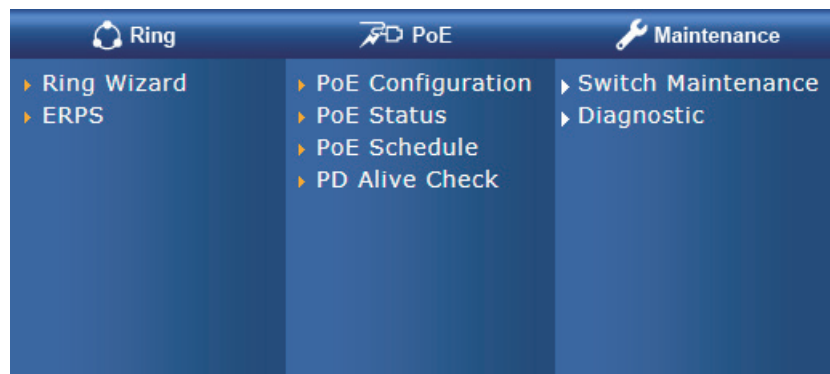 Ring
PoE
Maintenance
Ring Wizard
ERPS
PoE Configuration
PoE Status
PoE Schedule
PD Alive Check
Switch Maintenance
Diagnostic